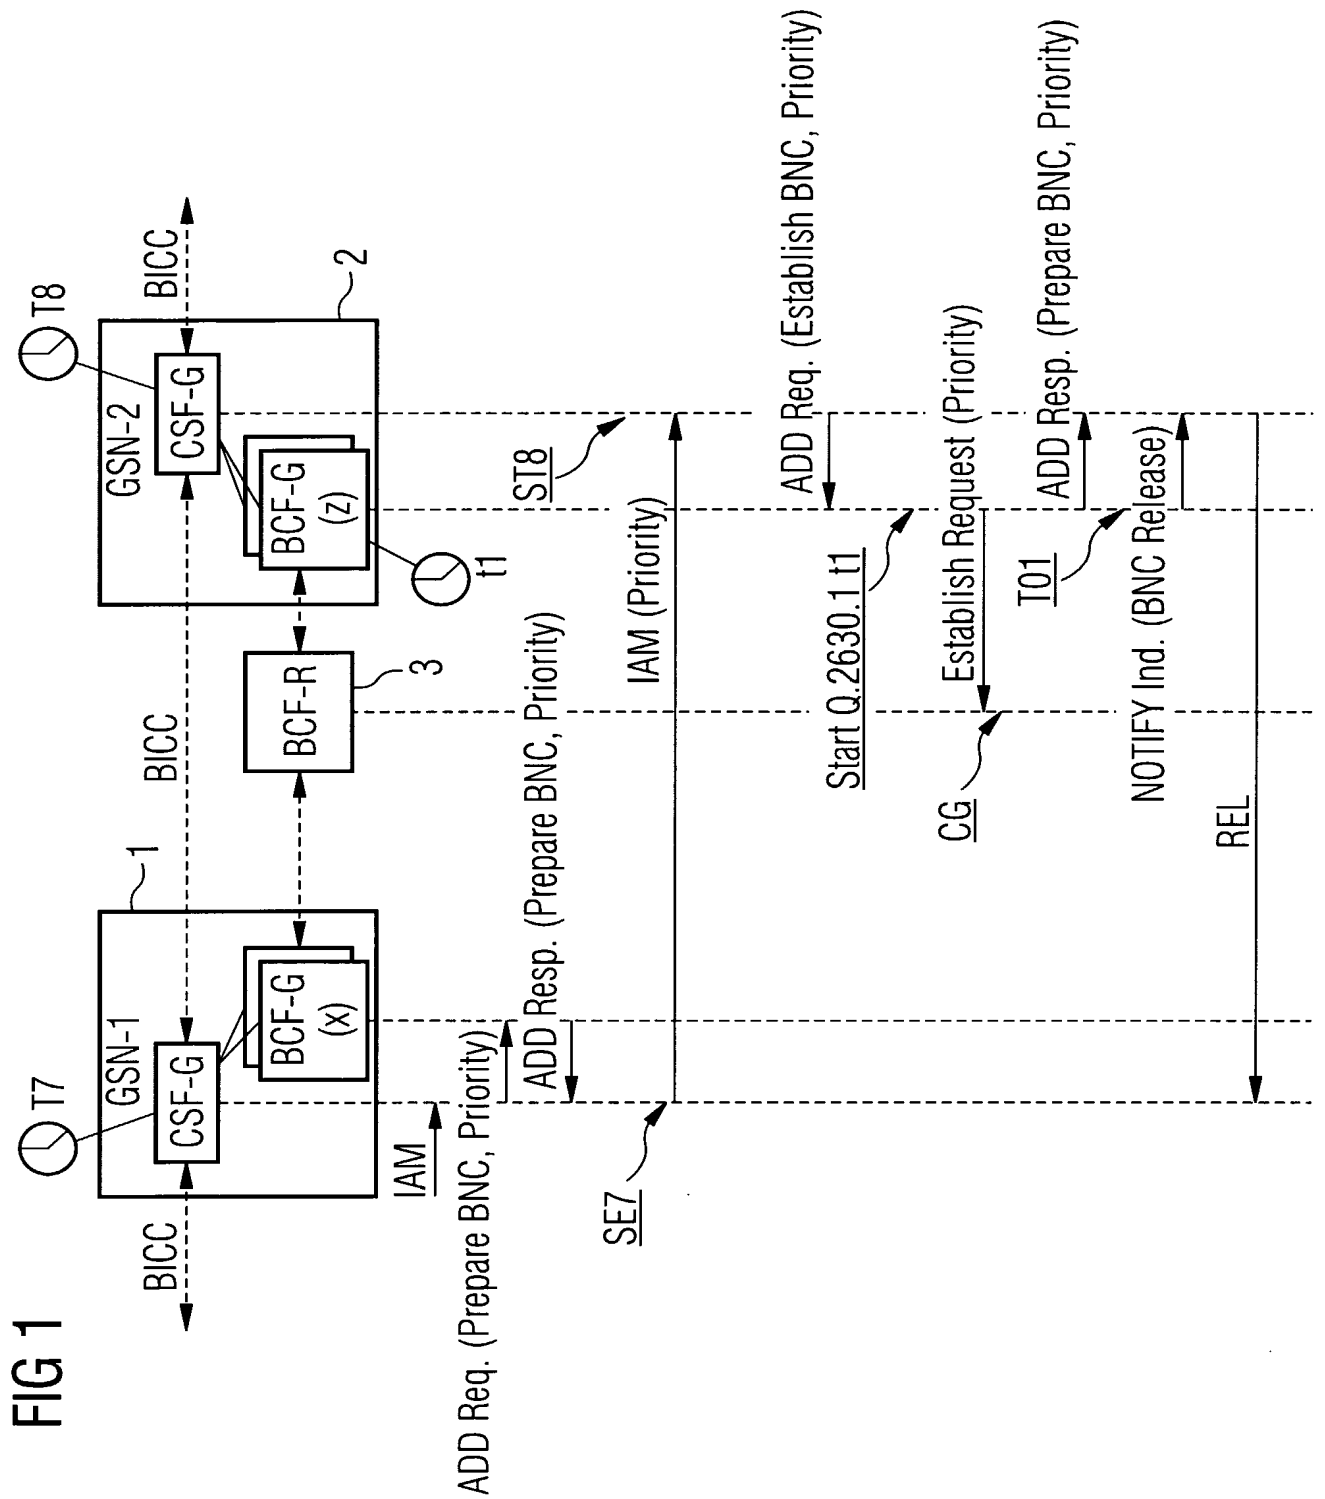 FIG 1
T7
T8
GSN-1
1
GSN-2
2
BICC
CSF-G
BICC
CSF-G
BICC
BCF-G
(x)
BCF-R
3
BCF-G
(z)
t1
IAM
ADD Req. (Prepare BNC, Priority)
ADD Resp. (Prepare BNC, Priority)
ST8
SE7
IAM (Priority)
ADD Req. (Establish BNC, Priority)
Start Q.2630.1 t1
Establish Request (Priority)
CG
TO1
ADD Resp. (Prepare BNC, Priority)
NOTIFY Ind. (BNC Release)
REL